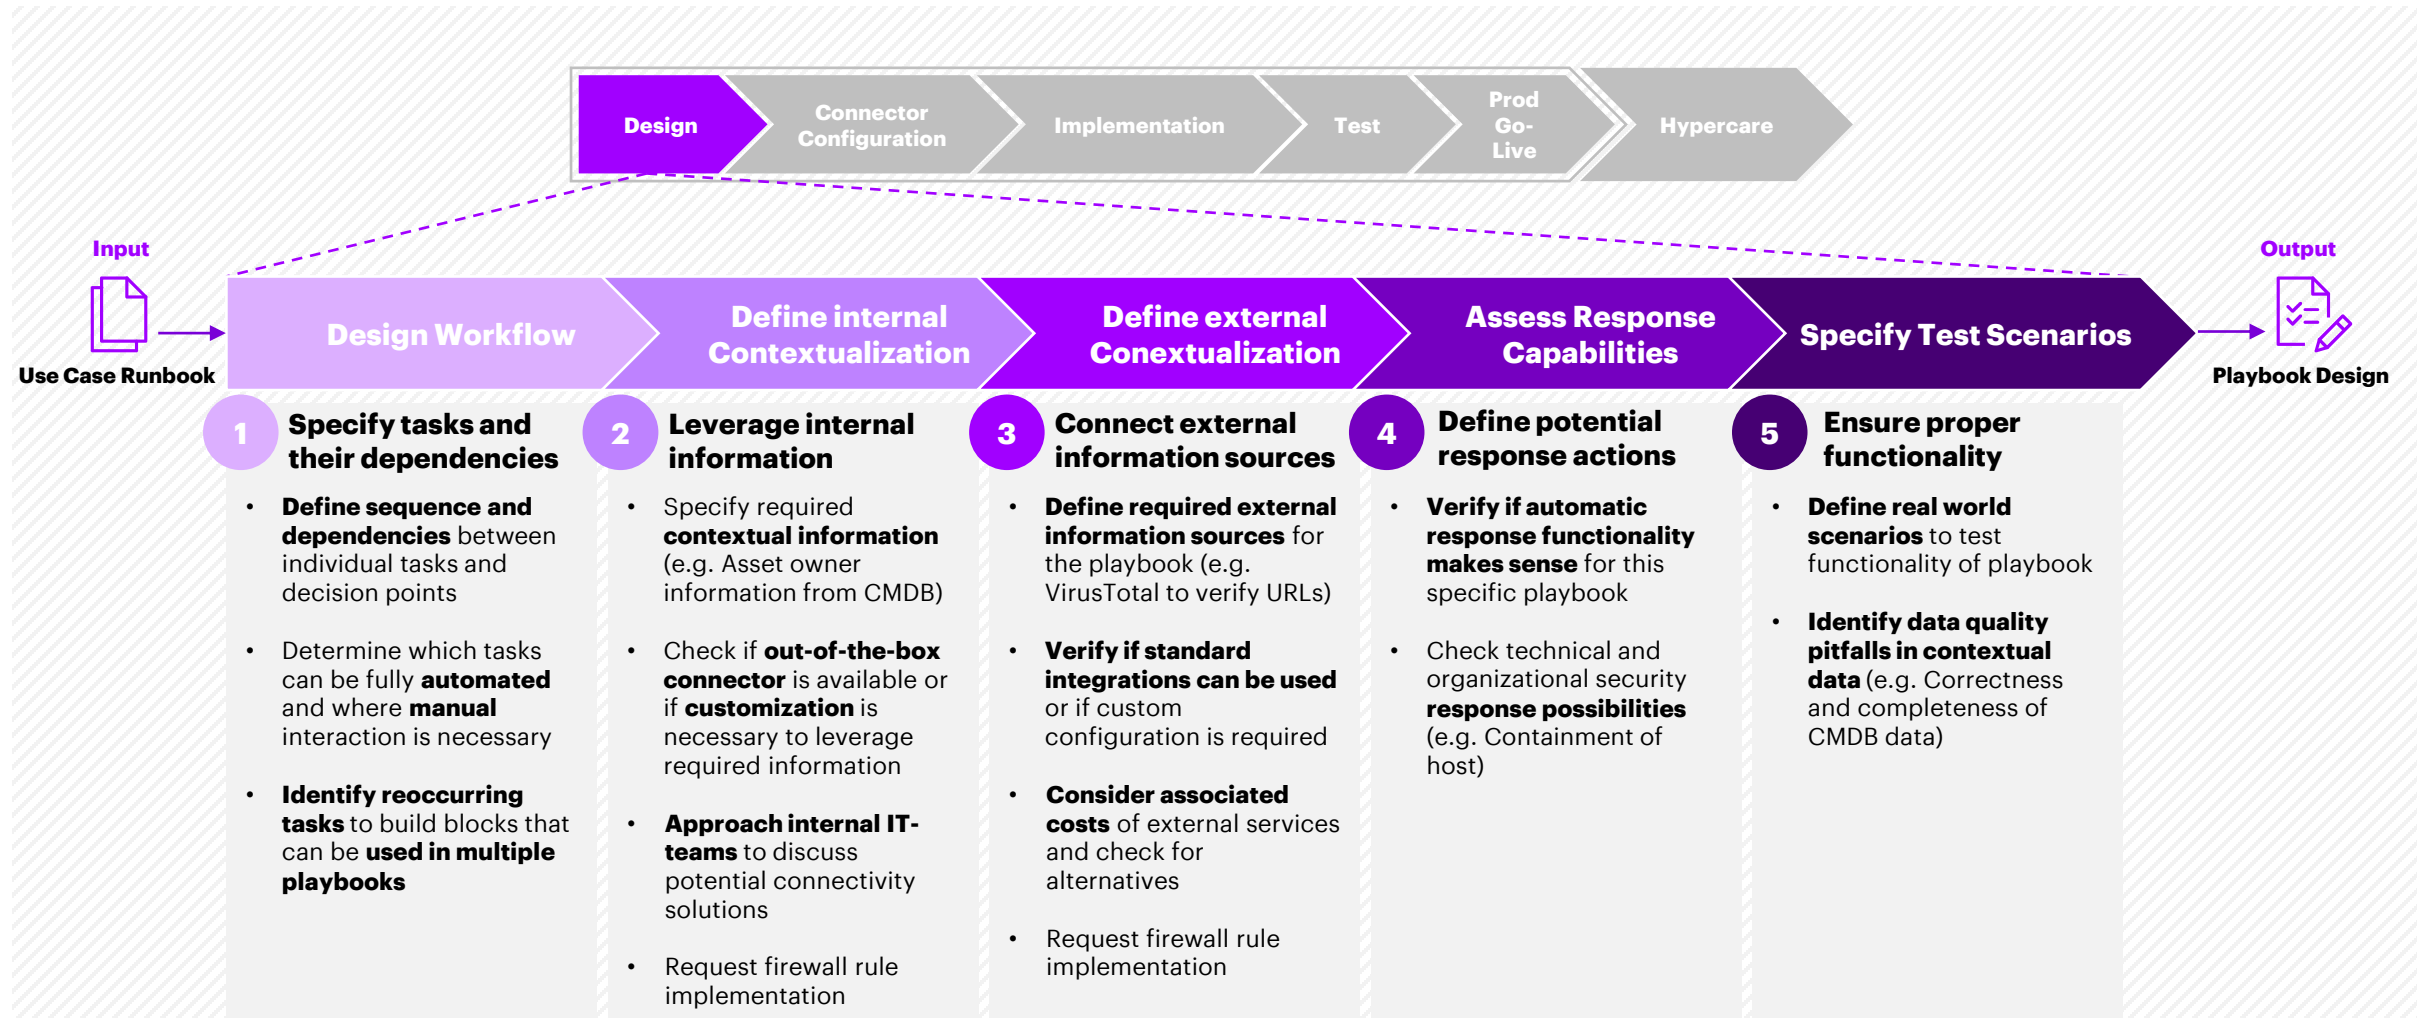 Design
Connector
Configuration
Implementation
Test
Prod
Go-
Live
Hypercare
Input
Use Case Runbook
Output
Playbook Design
Design Workflow
Define internal
Contextualization
Define external
Conextualization
Assess Response
Capabilities
Specify Test Scenarios
1
Specify tasks and
their dependencies
• Define sequence and
dependencies between
individual tasks and
decision points
• Determine which tasks
can be fully automated
and where manual
interaction is necessary
• Identify reoccurring
tasks to build blocks that
can be used in multiple
playbooks
2
Leverage internal
information
• Specify required
contextual information
(e.g. Asset owner
information from CMDB)
• Check if out-of-the-box
connector is available or
if customization is
necessary to leverage
required information
• Approach internal IT-
teams to discuss
potential connectivity
solutions
• Request firewall rule
implementation
3
Connect external
information sources
• Define required external
information sources for
the playbook (e.g.
VirusTotal to verify URLs)
• Verify if standard
integrations can be used
or if custom
configuration is required
• Consider associated
costs of external services
and check for
alternatives
• Request firewall rule
implementation
4
Define potential
response actions
• Verify if automatic
response functionality
makes sense for this
specific playbook
• Check technical and
organizational security
response possibilities
(e.g. Containment of
host)
5
Ensure proper
functionality
• Define real world
scenarios to test
functionality of playbook
• Identify data quality
pitfalls in contextual
data (e.g. Correctness
and completeness of
CMDB data)